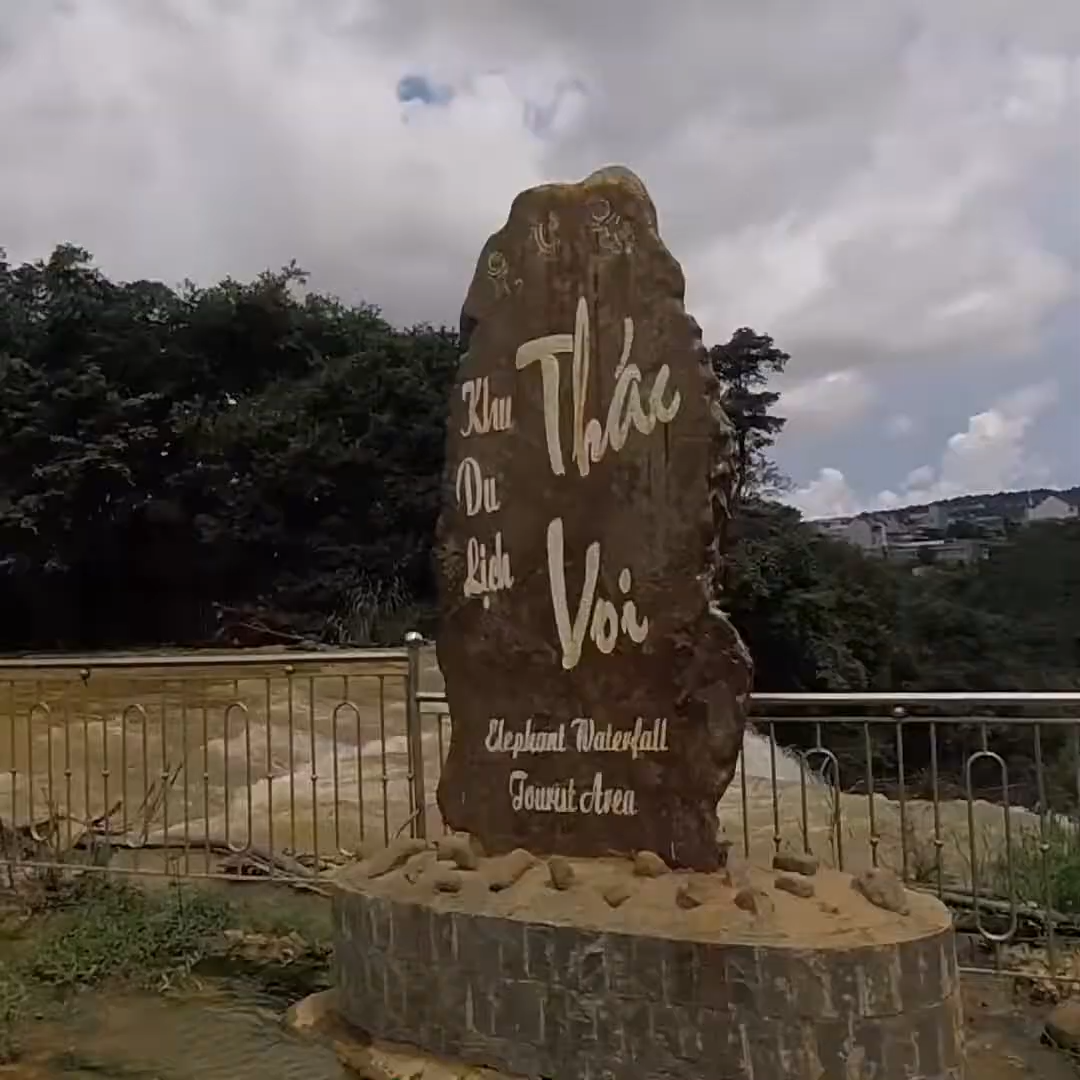 Khu
Du
Lịch
Thác
Voi
Elephant Waterfall
Tourist Area